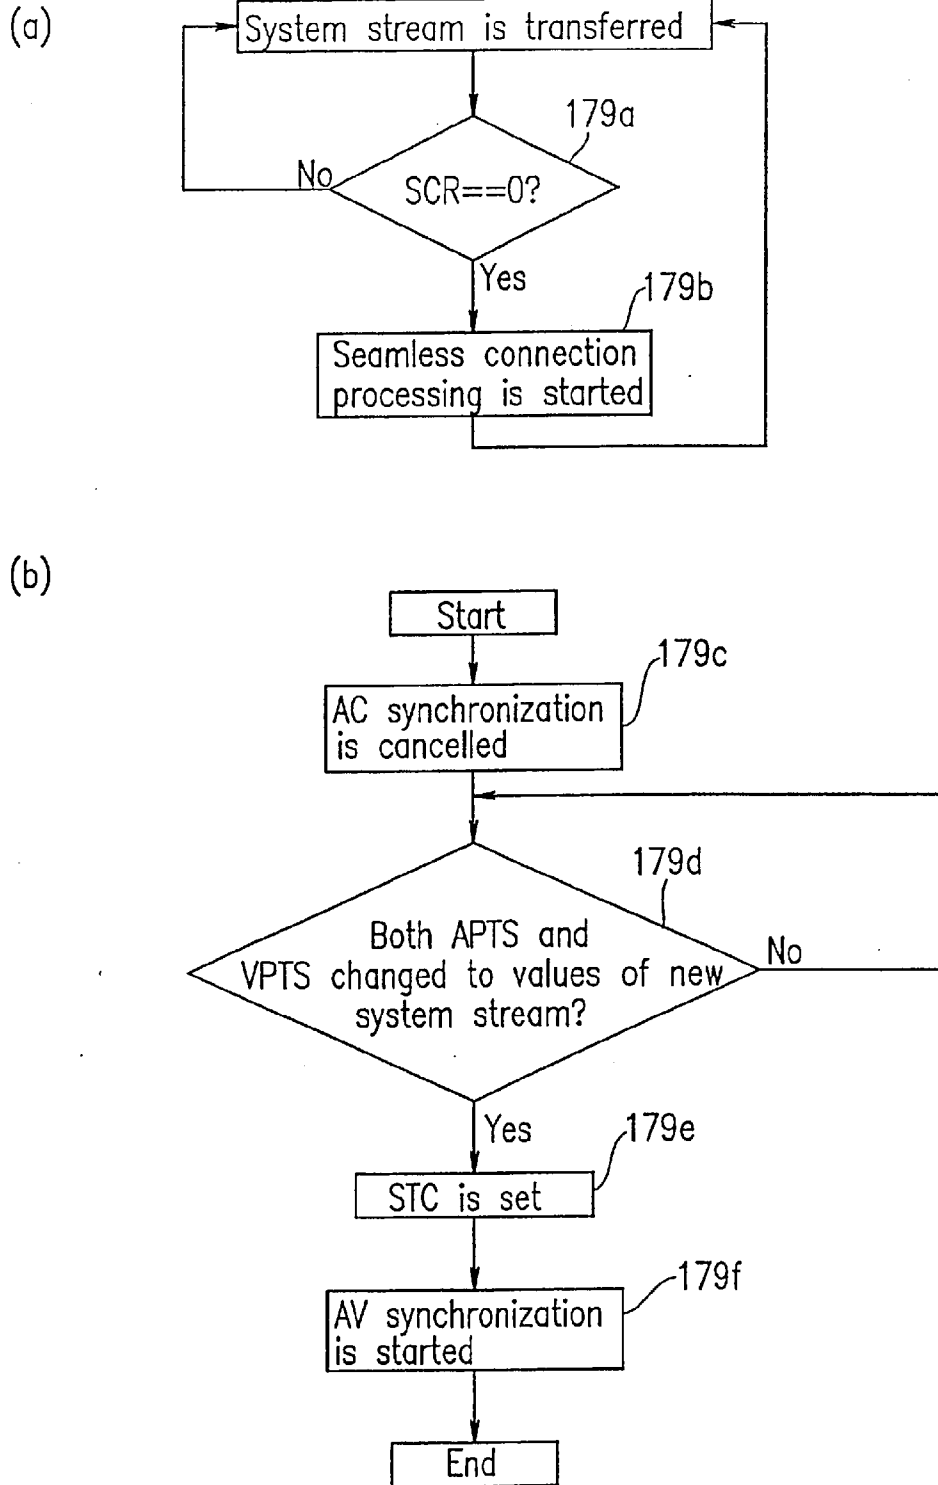 (a)
System stream is transferred
179a
No
SCR==0?
Yes
179b
Seamless connection
processing is started
(b)
Start
179c
AC synchronization
is cancelled
179d
Both APTS and
VPTS changed to values of new
system stream?
No
Yes
179e
STC is set
179f
AV synchronization
is started
End